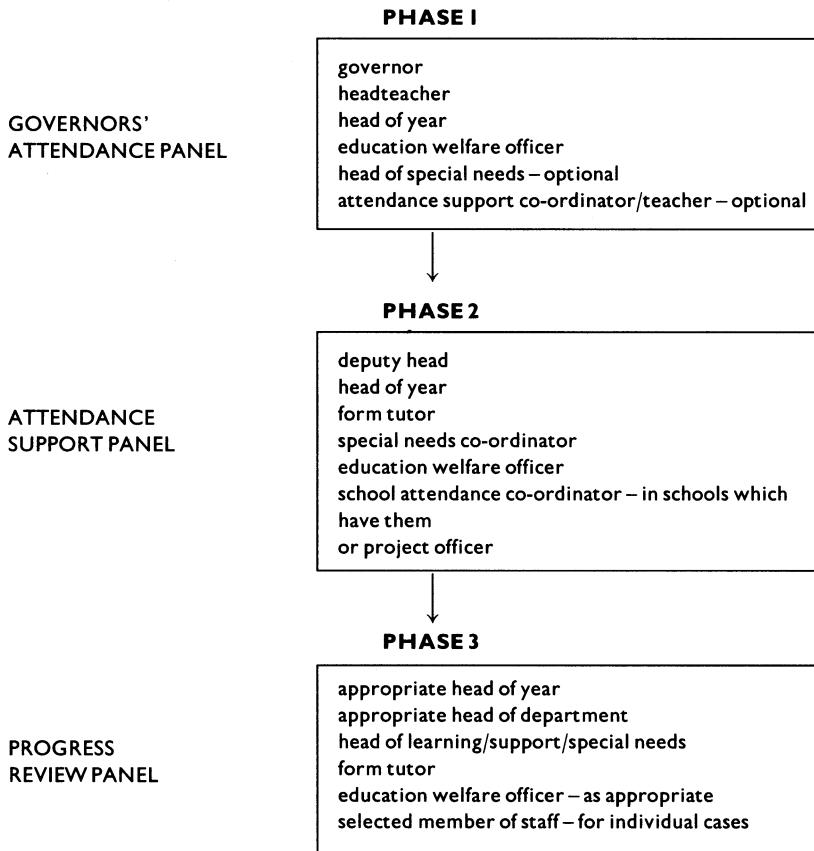 PHASE 1
GOVERNORS'
ATTENDANCE PANEL
governor
headteacher
head of year
education welfare officer
head of special needs – optional
attendance support co-ordinator/teacher – optional
PHASE 2
ATTENDANCE
SUPPORT PANEL
deputy head
head of year
form tutor
special needs co-ordinator
education welfare officer
school attendance co-ordinator – in schools which
have them
or project officer
PHASE 3
PROGRESS
REVIEW PANEL
appropriate head of year
appropriate head of department
head of learning/support/special needs
form tutor
education welfare officer – as appropriate
selected member of staff – for individual cases